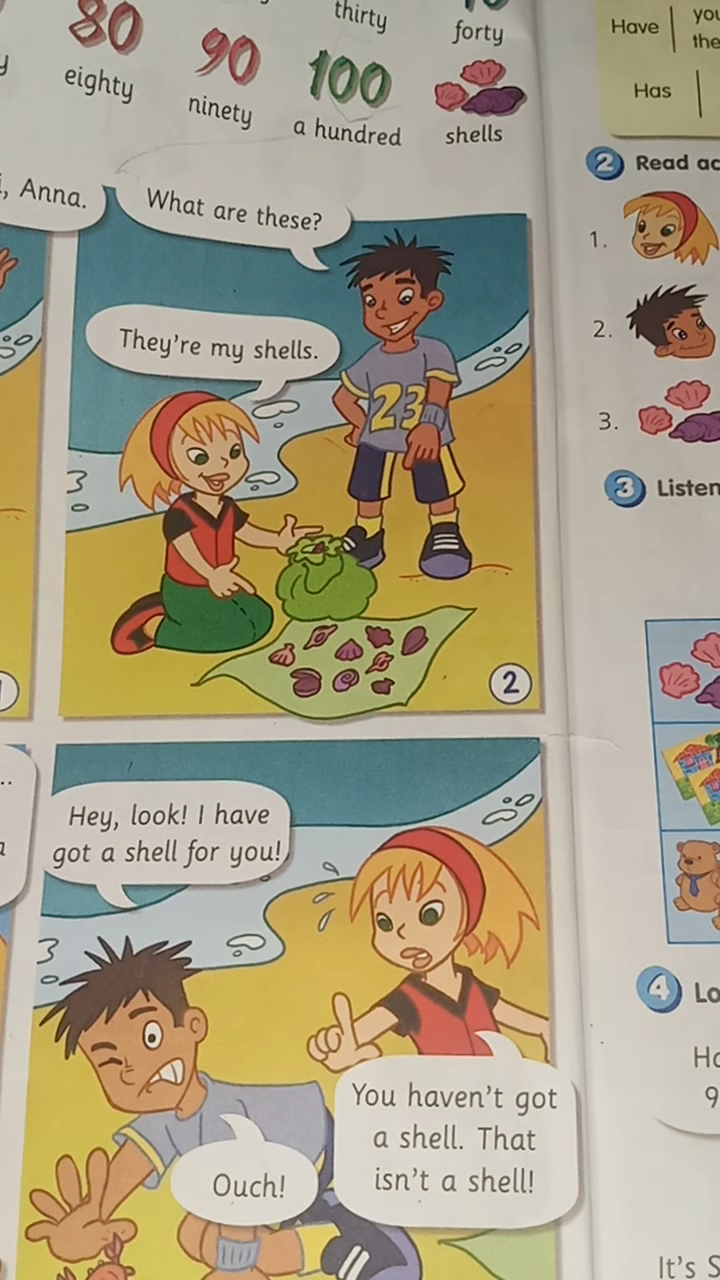 thirty
forty
80
90
100
eighty
ninety
a hundred
shells
Anna.
What are these?
They're my shells.
23
2
Hey, look! I have
got a shell for you!
You haven't got
a shell. That
isn't a shell!
Ouch!
Have
Has
2 Read
1.
2.
3.
3 Listen
4
9
It's